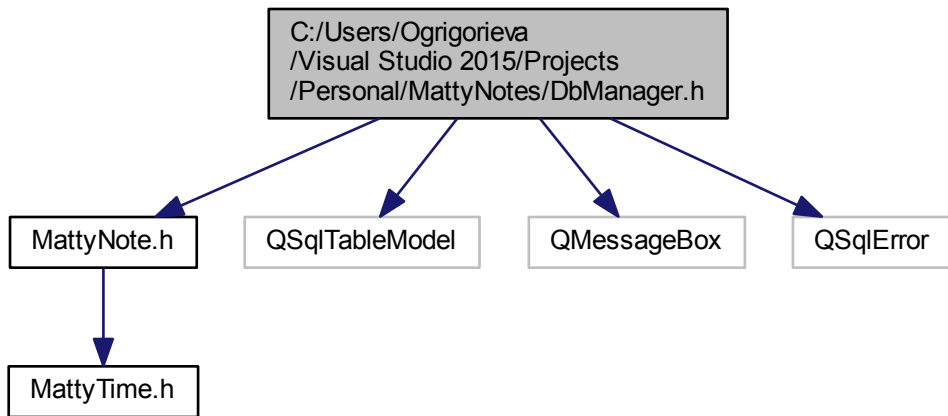 C:/Users/Ogrigorieva
/Visual Studio 2015/Projects
/Personal/MattyNotes/DbManager.h
MattyNote.h
QSqlTableModel
QMessageBox
QSqlError
MattyTime.h